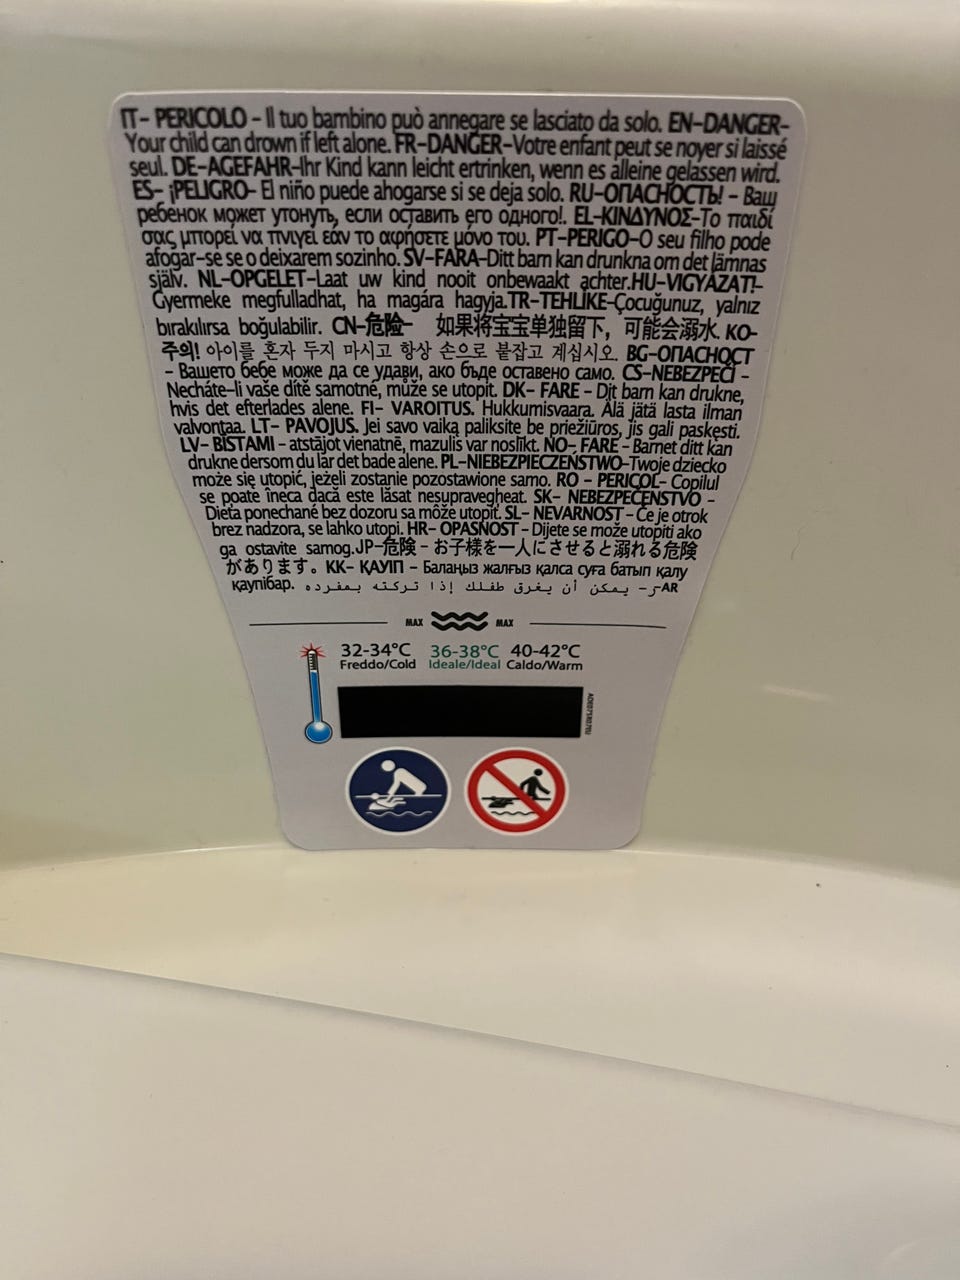 IT- PERICOLO - Il tuo bambino può annegare se lasciato da solo. EN-DANGER-
Your child can drown if left alone. FR-DANGER-Votre enfant peut se noyer si laissé
seul. DE-AGEFAHR-Ihr Kind kann leicht ertrinken, wenn es alleine gelassen wird.
ES- ¡PELIGRO- El niño puede ahogarse si se deja solo. RU-ОПАСНОСТЬ! - Ваш
ребенок может утонуть, если оставить его одного!. EL-ΚΙΝΔΥΝΟΣ-Το παιδί
σας μπορεί να πνιγεί εάν το αφήσετε μόνο του. PT-PERIGO-O seu filho pode
afogar-se se o deixarem sozinho. SV-FARA-Ditt barn kan drunkna om det lämnas
själv. NL-OPGELET-Laat uw kind nooit onbewaakt achter.HU-VIGYÁZAT!-
Gyermeke megfulladhat, ha magára hagyja.TR-TEHLİKE-Çocuğunuz, yalnız
bırakılırsa boğulabilir. CN-危险- 如果将宝宝单独留下，可能会溺水. KO-
주의! 아이를 혼자 두지 마시고 항상 손으로 붙잡고 계십시오. BG-ОПАСНОСТ
- Вашето бебе може да се удави, ако бъде оставено само. CS-NEBEZPEČÍ -
Necháte-li vaše dítě samotné, může se utopit. DK- FARE - Dit barn kan drukne,
hvis det efterlades alene. FI- VAROITUS. Hukkumisvaara. Älä jätä lasta ilman
valvontaa. LT- PAVOJUS. Jei savo vaiką paliksite be priežiūros, jis gali paskęsti.
LV- BĪSTAMI - atstājot vienatnē, mazulis var noslīkt. NO- FARE - Barnet ditt kan
drukne dersom du lar det bade alene. PL-NIEBEZPIECZEŃSTWO-Twoje dziecko
może się utopić, jeżeli zostanie pozostawione samo. RO - PERICOL- Copilul
se poate îneca dacă este lăsat nesupravegheat. SK- NEBEZPEČENSTVO -
Dieťa ponechané bez dozoru sa môže utopiť. SL- NEVARNOST - Če je otrok
brez nadzora, se lahko utopi. HR- OPASNOST - Dijete se može utopiti ako
ga ostavite samog.JP-危険 - お子様を一人にさせると溺れる危険
があります。KK- ҚАУІП - Балаңыз жалғыз қалса суға батып қалу
қаупібар. يمكن أن يغرق طفلك إذا تركته بمفرده -AR
MAX MAX
32-34°C 36-38°C 40-42°C
Freddo/Cold Ideale/Ideal Caldo/Warm